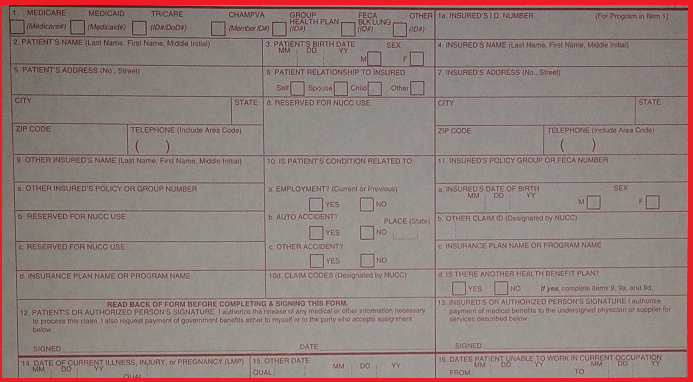 1. MEDICARE MEDICAID TRICARE CHAMPVA GROUP HEALTH PLAN FECA BLK LUNG OTHER 1a. INSURED'S I.D. NUMBER (For Program in Item 1)
(Medicare#) (Medicaid#) (ID#/DoD#) (Member ID#) (ID#) (ID#) (ID#)
2. PATIENT'S NAME (Last Name, First Name, Middle Initial) 3. PATIENT'S BIRTH DATE SEX 4. INSURED'S NAME (Last Name, First Name, Middle Initial)
MM DD YY M F
5. PATIENT'S ADDRESS (No., Street) 6. PATIENT RELATIONSHIP TO INSURED 7. INSURED'S ADDRESS (No., Street)
Self Spouse Child Other
CITY STATE 8. RESERVED FOR NUCC USE CITY STATE
ZIP CODE TELEPHONE (Include Area Code) ZIP CODE TELEPHONE (Include Area Code)
( ) ( )
9. OTHER INSURED'S NAME (Last Name, First Name, Middle Initial) 10. IS PATIENT'S CONDITION RELATED TO: 11. INSURED'S POLICY GROUP OR FECA NUMBER
a. OTHER INSURED'S POLICY OR GROUP NUMBER a. EMPLOYMENT? (Current or Previous) a. INSURED'S DATE OF BIRTH SEX
YES NO MM DD YY M F
b. RESERVED FOR NUCC USE b. AUTO ACCIDENT? PLACE (State) b. OTHER CLAIM ID (Designated by NUCC)
YES NO
c. RESERVED FOR NUCC USE c. OTHER ACCIDENT? c. INSURANCE PLAN NAME OR PROGRAM NAME
YES NO
d. INSURANCE PLAN NAME OR PROGRAM NAME 10d. CLAIM CODES (Designated by NUCC) d. IS THERE ANOTHER HEALTH BENEFIT PLAN?
YES NO If yes, complete items 9, 9a, and 9d.
READ BACK OF FORM BEFORE COMPLETING & SIGNING THIS FORM.
12. PATIENT'S OR AUTHORIZED PERSON'S SIGNATURE I authorize the release of any medical or other information necessary
to process this claim. I also request payment of government benefits either to myself or to the party who accepts assignment
below.
SIGNED DATE
13. INSURED'S OR AUTHORIZED PERSON'S SIGNATURE I authorize
payment of medical benefits to the undersigned physician or supplier for
services described below.
SIGNED
14. DATE OF CURRENT ILLNESS, INJURY, or PREGNANCY (LMP) 15. OTHER DATE 16. DATES PATIENT UNABLE TO WORK IN CURRENT OCCUPATION
MM DD YY QUAL. QUAL. MM DD YY MM DD YY MM DD YY
FROM TO